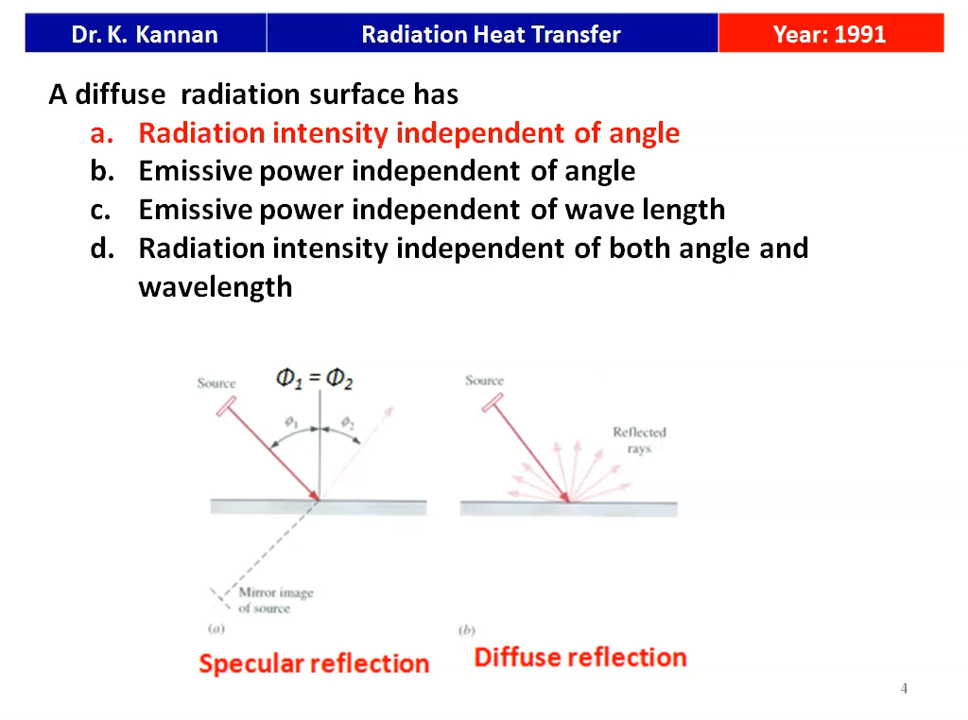 Dr. K. Kannan
Radiation Heat Transfer
Year: 1991
A diffuse radiation surface has
a. Radiation intensity independent of angle
b. Emissive power independent of angle
c. Emissive power independent of wave length
d. Radiation intensity independent of both angle and
wavelength
Source
Φ1 = Φ2
ϕ1
ϕ2
Mirror image
of source
(a)
Specular reflection
Source
Reflected
rays
(b)
Diffuse reflection
4